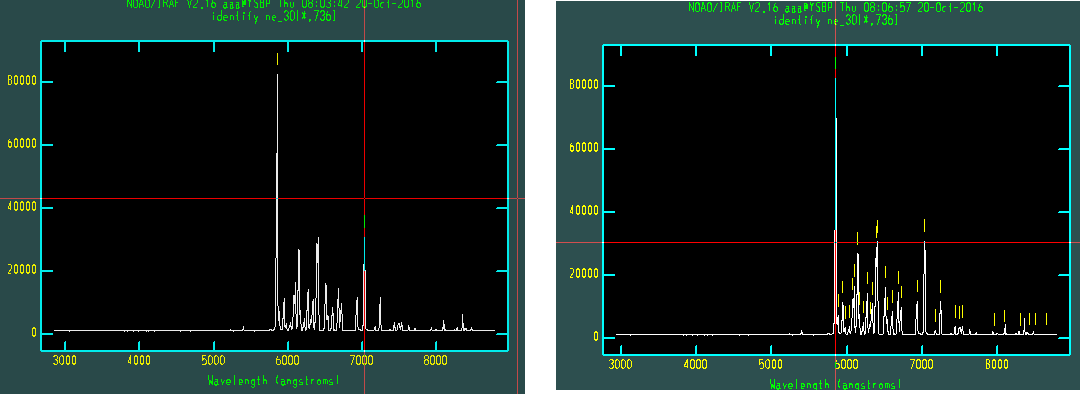 NOAO/IRAF V2.16 aaa@YSBP Thu 08:03:42 20-Oct-2016
identify ne_30[*,736]
80000
60000
40000
20000
0
3000 4000 5000 6000 7000 8000
Wavelength (angstroms)
NOAO/IRAF V2.16 aaa@YSBP Thu 08:06:57 20-Oct-2016
identify ne_30[*,736]
80000
60000
40000
20000
0
3000 4000 5000 6000 7000 8000
Wavelength (angstroms)